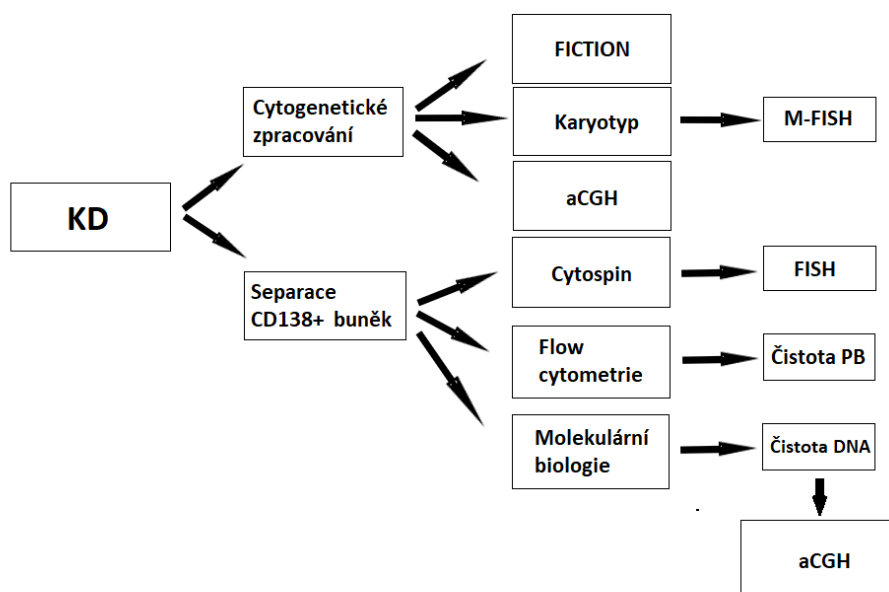 FICTION
Cytogenetické
zpracování
Karyotyp
M-FISH
aCGH
KD
Cytospin
FISH
Separace
CD138+ buněk
Flow
cytometrie
Čistota PB
Molekulární
biologie
Čistota DNA
aCGH